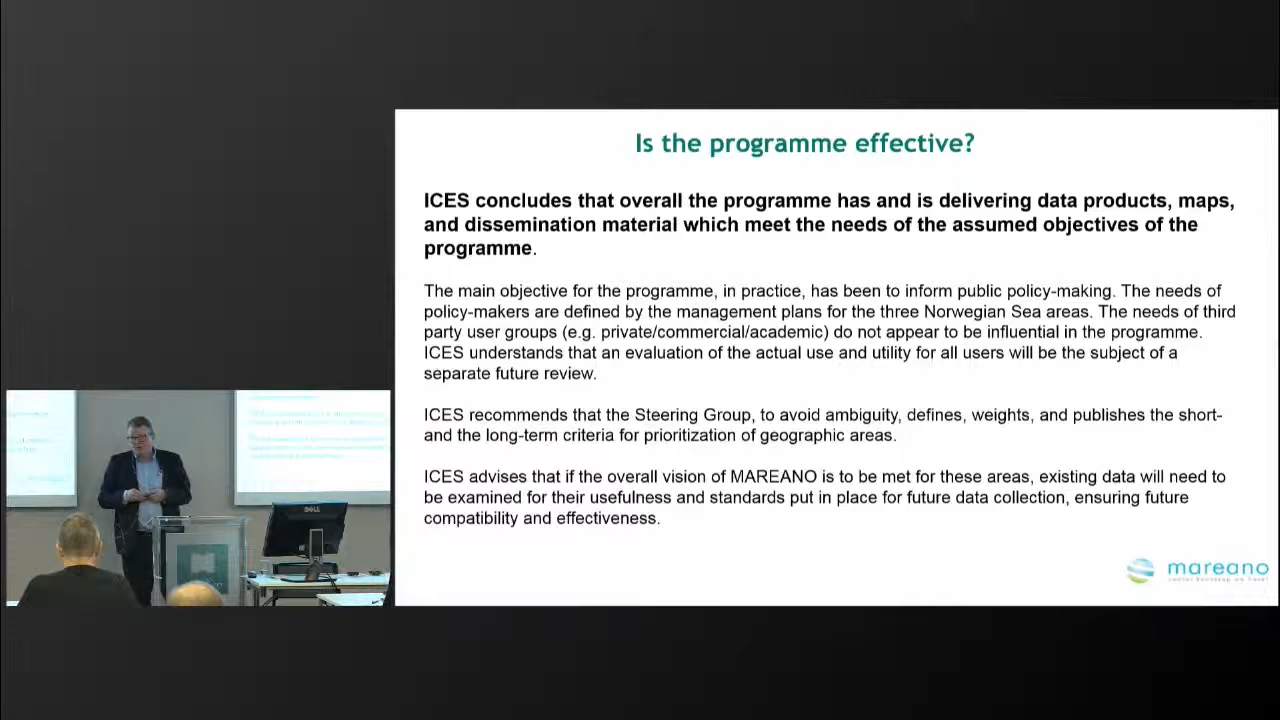 Is the programme effective?
ICES concludes that overall the programme has and is delivering data products, maps,
and dissemination material which meet the needs of the assumed objectives of the
programme.
The main objective for the programme, in practice, has been to inform public policy-making. The needs of
policy-makers are defined by the management plans for the three Norwegian Sea areas. The needs of third
party user groups (e.g. private/commercial/academic) do not appear to be influential in the programme.
ICES understands that an evaluation of the actual use and utility for all users will be the subject of a
separate future review.
ICES recommends that the Steering Group, to avoid ambiguity, defines, weights, and publishes the short-
and the long-term criteria for prioritization of geographic areas.
ICES advises that if the overall vision of MAREANO is to be met for these areas, existing data will need to
be examined for their usefulness and standards put in place for future data collection, ensuring future
compatibility and effectiveness.
DELL
mareano